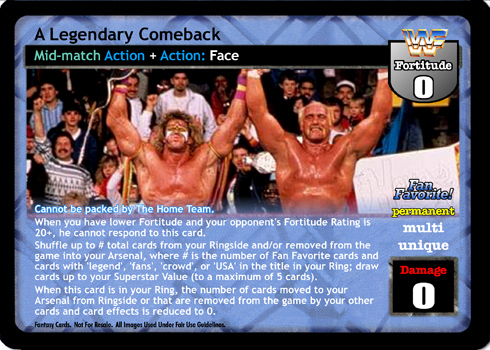 A Legendary Comeback
Mid-match Action + Action: Face
WF
Fortitude
0
Fan
Favorite!
permanent
multi
unique
Damage
0
Cannot be packed by The Home Team.
When you have lower Fortitude and your opponent's Fortitude Rating is
20+, he cannot respond to this card.
Shuffle up to # total cards from your Ringside and/or removed from the
game into your Arsenal, where # is the number of Fan Favorite cards and
cards with 'legend', 'fans', 'crowd', or 'USA' in the title in your Ring; draw
cards up to your Superstar Value (to a maximum of 5 cards).
When this card is in your Ring, the number of cards moved to your
Arsenal from Ringside or that are removed from the game by your other
cards and card effects is reduced to 0.
Fantasy Cards. Not For Resale. All Images Used Under Fair Use Guidelines.